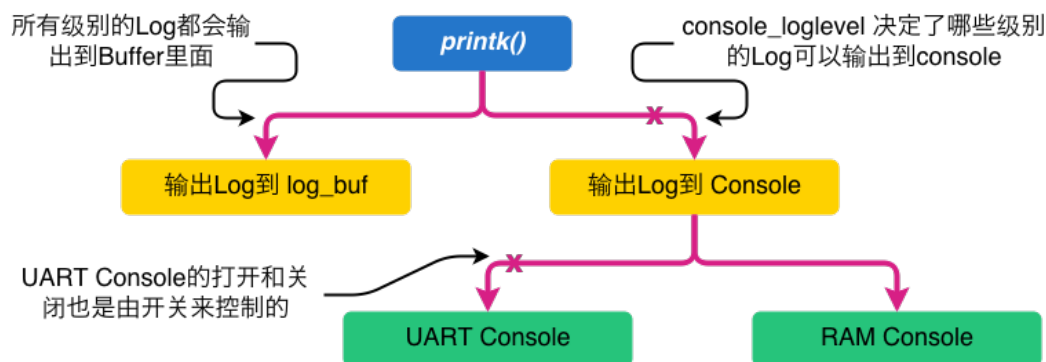 所有级别的Log都会输
出到Buffer里面
printk()
console_loglevel 决定了哪些级别
的Log可以输出到console
输出Log到 log_buf
输出Log到 Console
UART Console的打开和关
闭也是由开关来控制的
UART Console
RAM Console